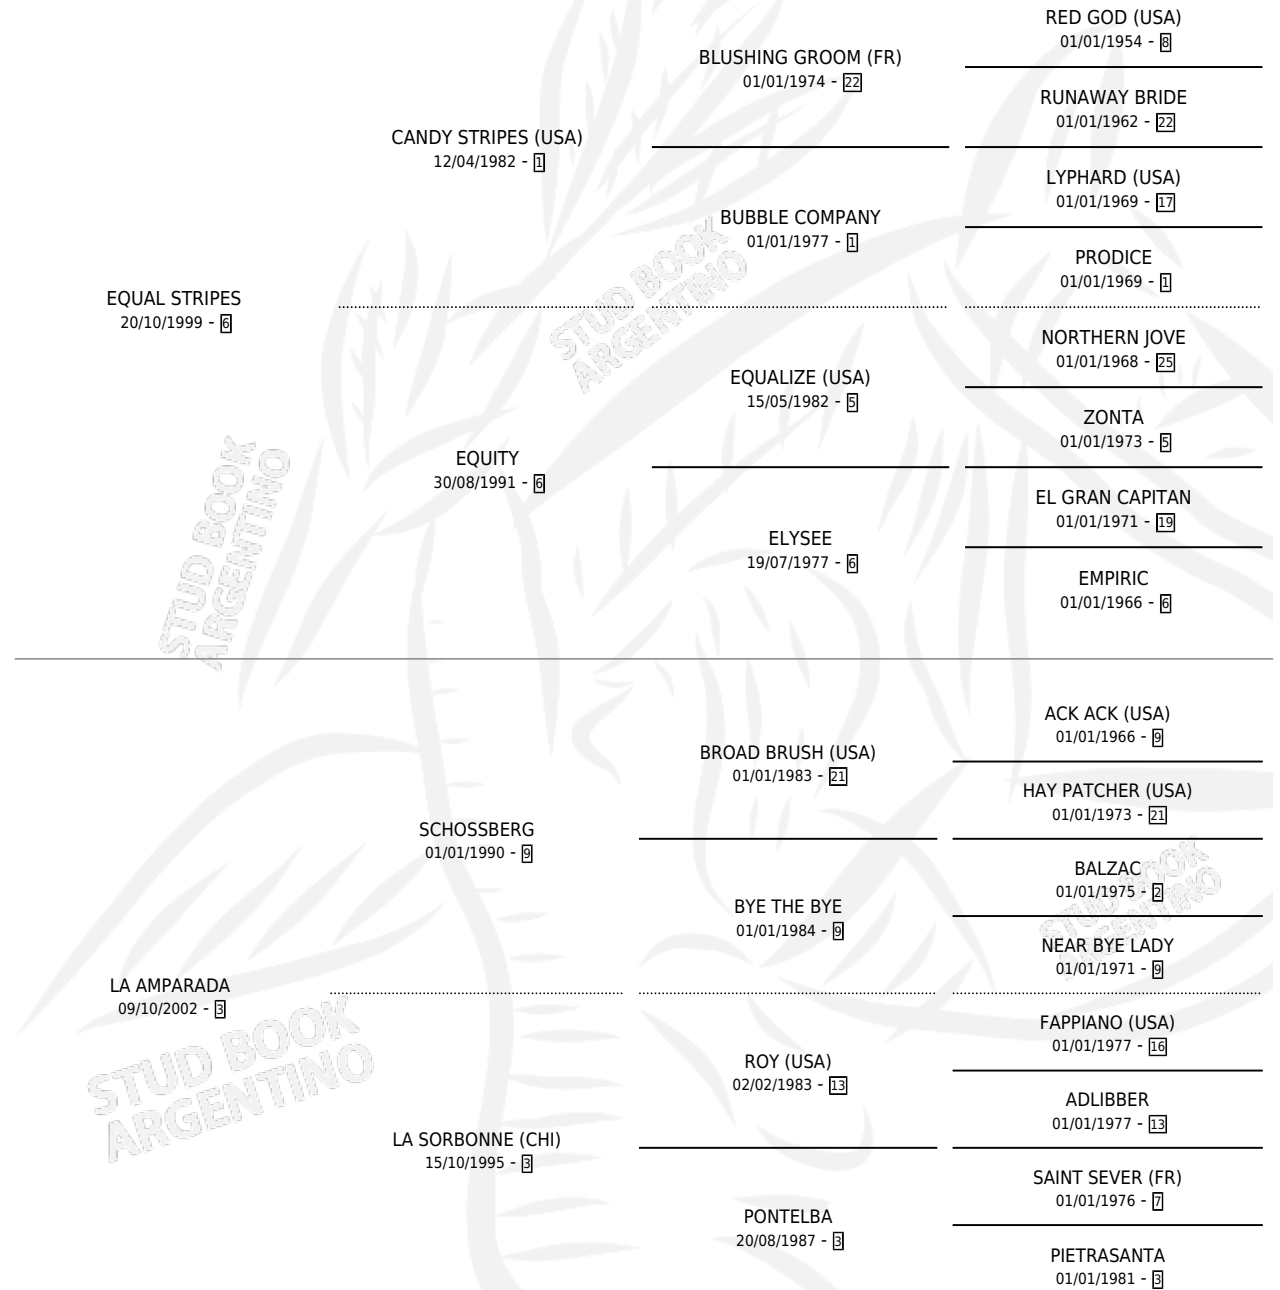 RED GOD (USA)
01/01/1954 - 8
BLUSHING GROOM (FR)
01/01/1974 - 22
RUNAWAY BRIDE
01/01/1962 - 22
CANDY STRIPES (USA)
12/04/1982 - 1
LYPHARD (USA)
01/01/1969 - 17
BUBBLE COMPANY
01/01/1977 - 1
PRODICE
01/01/1969 - 1
EQUAL STRIPES
20/10/1999 - 6
STUD BOOK
ARGENTINO
NORTHERN JOVE
01/01/1968 - 25
EQUALIZE (USA)
15/05/1982 - 5
ZONTA
01/01/1973 - 5
EQUITY
30/08/1991 - 6
EL GRAN CAPITAN
01/01/1971 - 19
ELYSEE
19/07/1977 - 6
EMPIRIC
01/01/1966 - 6
STUD BOOK
ARGENTINO
ACK ACK (USA)
01/01/1966 - 9
BROAD BRUSH (USA)
01/01/1983 - 21
HAY PATCHER (USA)
01/01/1973 - 21
SCHOSSBERG
01/01/1990 - 9
BALZAC
01/01/1975 - 2
STUD BOOK
ARGENTINO
BYE THE BYE
01/01/1984 - 9
NEAR BYE LADY
01/01/1971 - 9
LA AMPARADA
09/10/2002 - 3
STUD BOOK
ARGENTINO
FAPPIANO (USA)
01/01/1977 - 16
ROY (USA)
02/02/1983 - 13
ADLIBBER
01/01/1977 - 13
LA SORBONNE (CHI)
15/10/1995 - 3
SAINT SEVER (FR)
01/01/1976 - 7
PONTELBA
20/08/1987 - 3
PIETRASANTA
01/01/1981 - 3